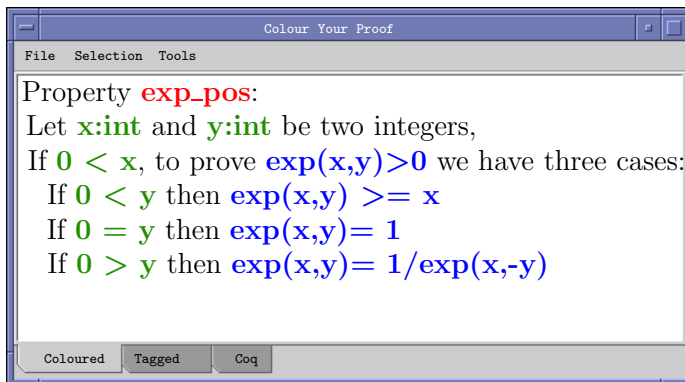 Colour Your Proof
File Selection Tools
Property exp_pos:
Let x:int and y:int be two integers,
If 0 < x, to prove exp(x,y)>0 we have three cases:
If 0 < y then exp(x,y) >= x
If 0 = y then exp(x,y)= 1
If 0 > y then exp(x,y)= 1/exp(x,-y)
Coloured Tagged Coq